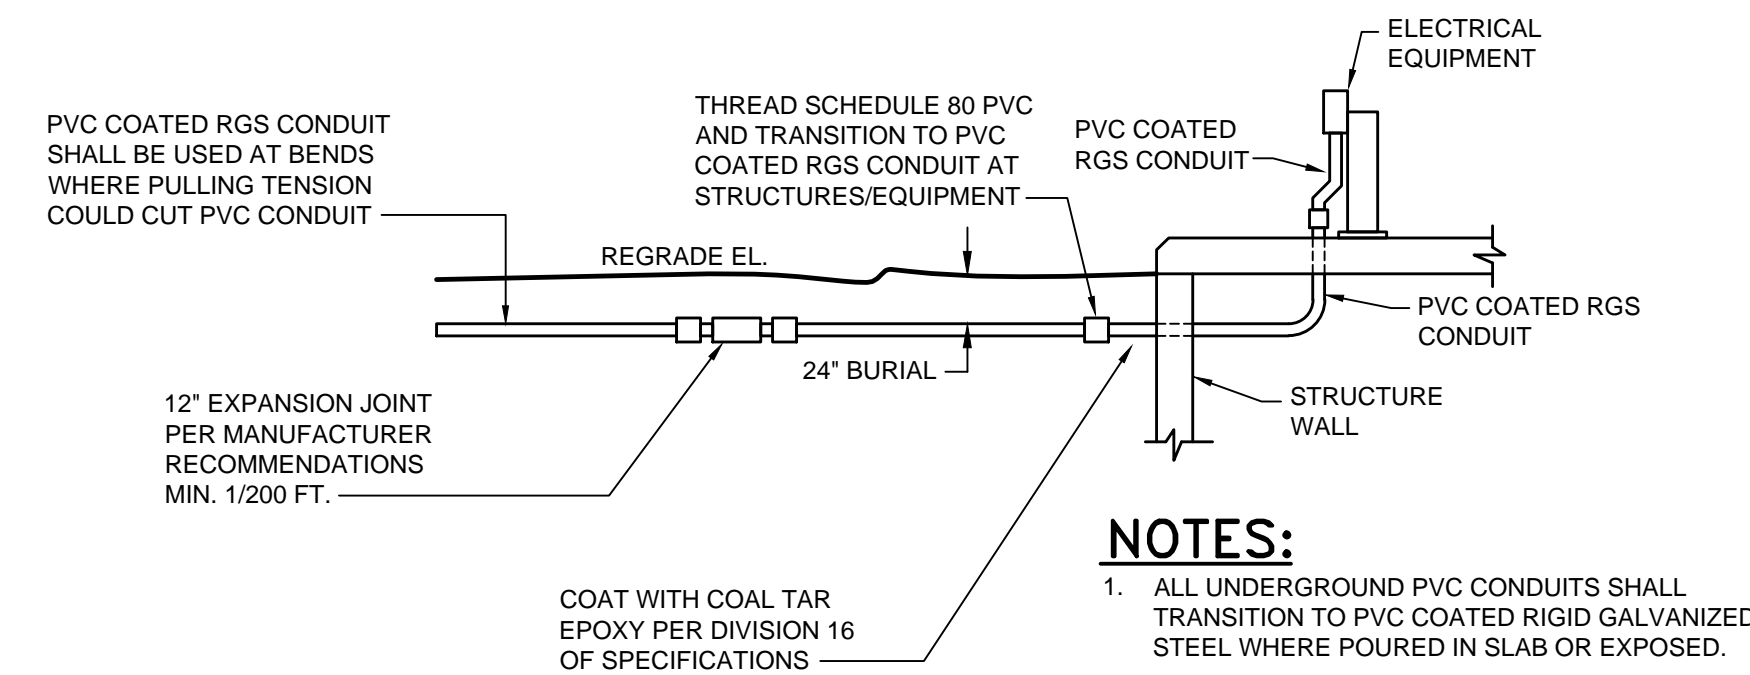 ELECTRICAL
EQUIPMENT
PVC COATED RGS CONDUIT
SHALL BE USED AT BENDS
WHERE PULLING TENSION
COULD CUT PVC CONDUIT
THREAD SCHEDULE 80 PVC
AND TRANSITION TO PVC
COATED RGS CONDUIT AT
STRUCTURES/EQUIPMENT
PVC COATED
RGS CONDUIT
REGRADE EL.
PVC COATED RGS
CONDUIT
24" BURIAL
STRUCTURE
WALL
12" EXPANSION JOINT
PER MANUFACTURER
RECOMMENDATIONS
MIN. 1/200 FT.
COAT WITH COAL TAR
EPOXY PER DIVISION 16
OF SPECIFICATIONS
NOTES:
1. ALL UNDERGROUND PVC CONDUITS SHALL
TRANSITION TO PVC COATED RIGID GALVANIZED
STEEL WHERE POURED IN SLAB OR EXPOSED.